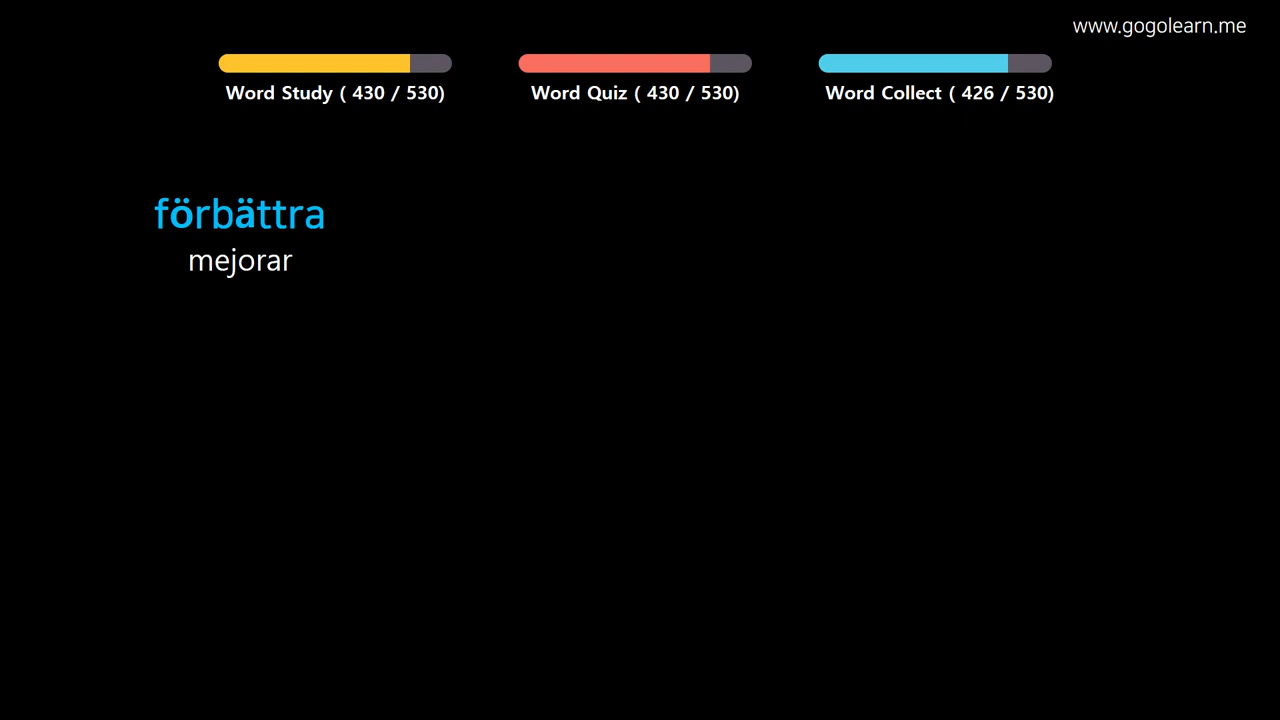 www.gogolearn.me
Word Study ( 430 / 530)
Word Quiz ( 430 / 530)
Word Collect ( 426 / 530)
förbättra
mejorar